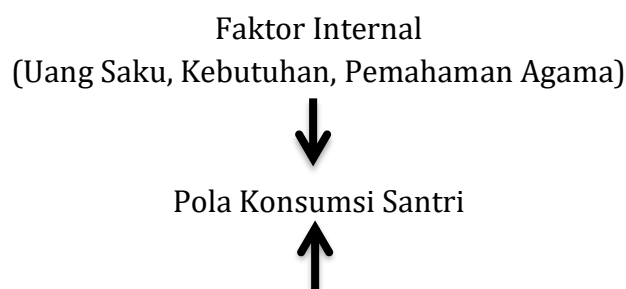 Faktor Internal
(Uang Saku, Kebutuhan, Pemahaman Agama)
Pola Konsumsi Santri